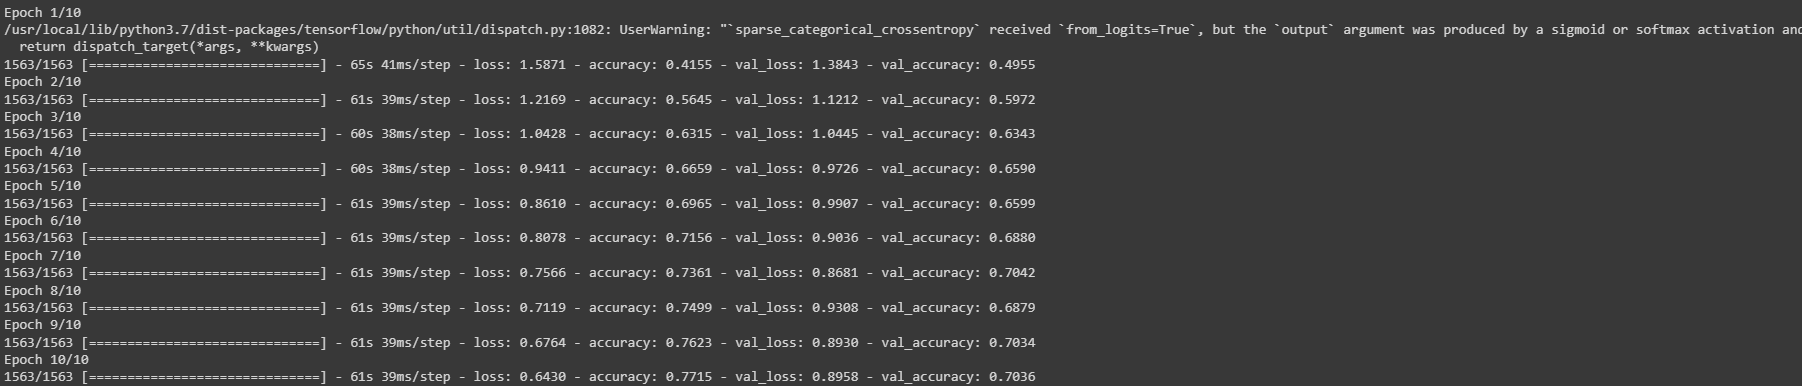 Epoch 1/10
/usr/local/lib/python3.7/dist-packages/tensorflow/python/util/dispatch.py:1082: UserWarning: "`sparse_categorical_crossentropy` received `from_logits=True`, but the `output` argument was produced by a sigmoid or softmax activation and
  return dispatch_target(*args, **kwargs)
1563/1563 [==============================] - 65s 41ms/step - loss: 1.5871 - accuracy: 0.4155 - val_loss: 1.3843 - val_accuracy: 0.4955
Epoch 2/10
1563/1563 [==============================] - 61s 39ms/step - loss: 1.2169 - accuracy: 0.5645 - val_loss: 1.1212 - val_accuracy: 0.5972
Epoch 3/10
1563/1563 [==============================] - 60s 38ms/step - loss: 1.0428 - accuracy: 0.6315 - val_loss: 1.0445 - val_accuracy: 0.6343
Epoch 4/10
1563/1563 [==============================] - 60s 38ms/step - loss: 0.9411 - accuracy: 0.6659 - val_loss: 0.9726 - val_accuracy: 0.6590
Epoch 5/10
1563/1563 [==============================] - 61s 39ms/step - loss: 0.8610 - accuracy: 0.6965 - val_loss: 0.9907 - val_accuracy: 0.6599
Epoch 6/10
1563/1563 [==============================] - 61s 39ms/step - loss: 0.8078 - accuracy: 0.7156 - val_loss: 0.9036 - val_accuracy: 0.6880
Epoch 7/10
1563/1563 [==============================] - 61s 39ms/step - loss: 0.7566 - accuracy: 0.7361 - val_loss: 0.8681 - val_accuracy: 0.7042
Epoch 8/10
1563/1563 [==============================] - 61s 39ms/step - loss: 0.7119 - accuracy: 0.7499 - val_loss: 0.9308 - val_accuracy: 0.6879
Epoch 9/10
1563/1563 [==============================] - 61s 39ms/step - loss: 0.6764 - accuracy: 0.7623 - val_loss: 0.8930 - val_accuracy: 0.7034
Epoch 10/10
1563/1563 [==============================] - 61s 39ms/step - loss: 0.6430 - accuracy: 0.7715 - val_loss: 0.8958 - val_accuracy: 0.7036